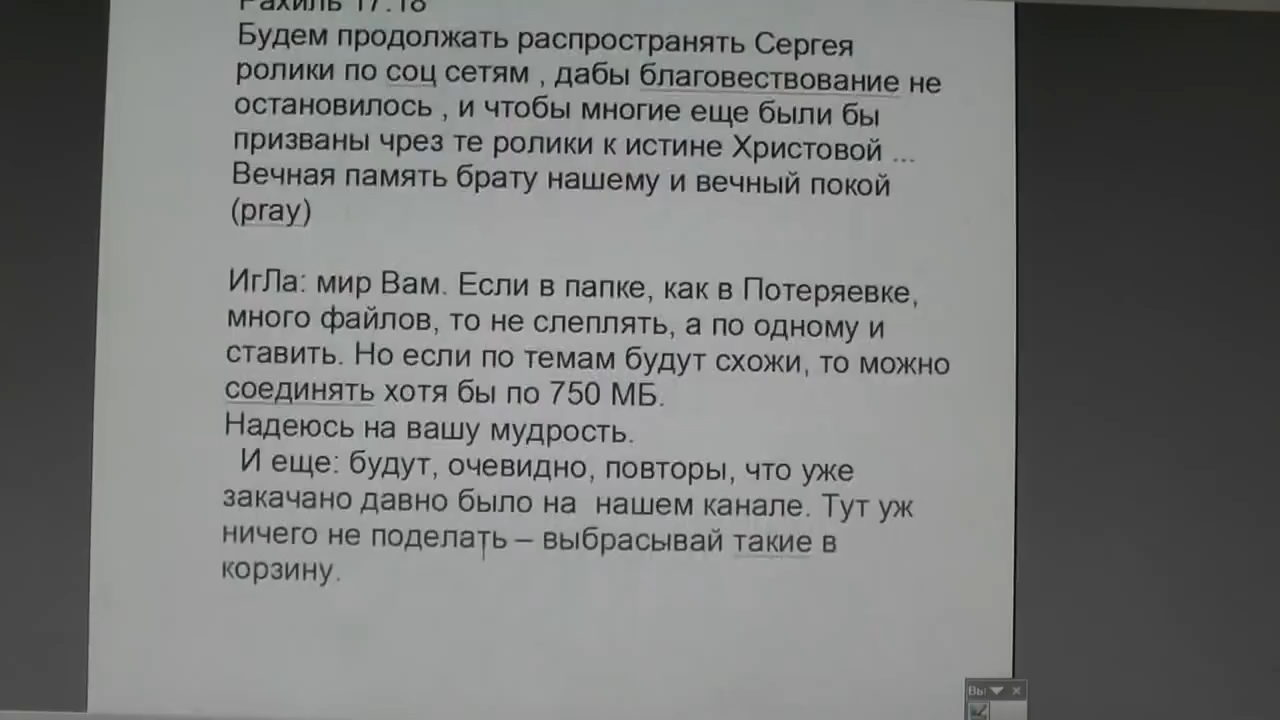 Рахиль 17:18
Будем продолжать распространять Сергея
ролики по соц сетям , дабы благовествование не
остановилось , и чтобы многие еще были бы
призваны чрез те ролики к истине Христовой ...
Вечная память брату нашему и вечный покой
(pray)
ИгЛа: мир Вам. Если в папке, как в Потеряевке,
много файлов, то не слеплять, а по одному и
ставить. Но если по темам будут схожи, то можно
соединять хотя бы по 750 МБ.
Надеюсь на вашу мудрость.
И еще: будут, очевидно, повторы, что уже
закачано давно было на нашем канале. Тут уж
ничего не поделать – выбрасывай такие в
корзину.
Вы